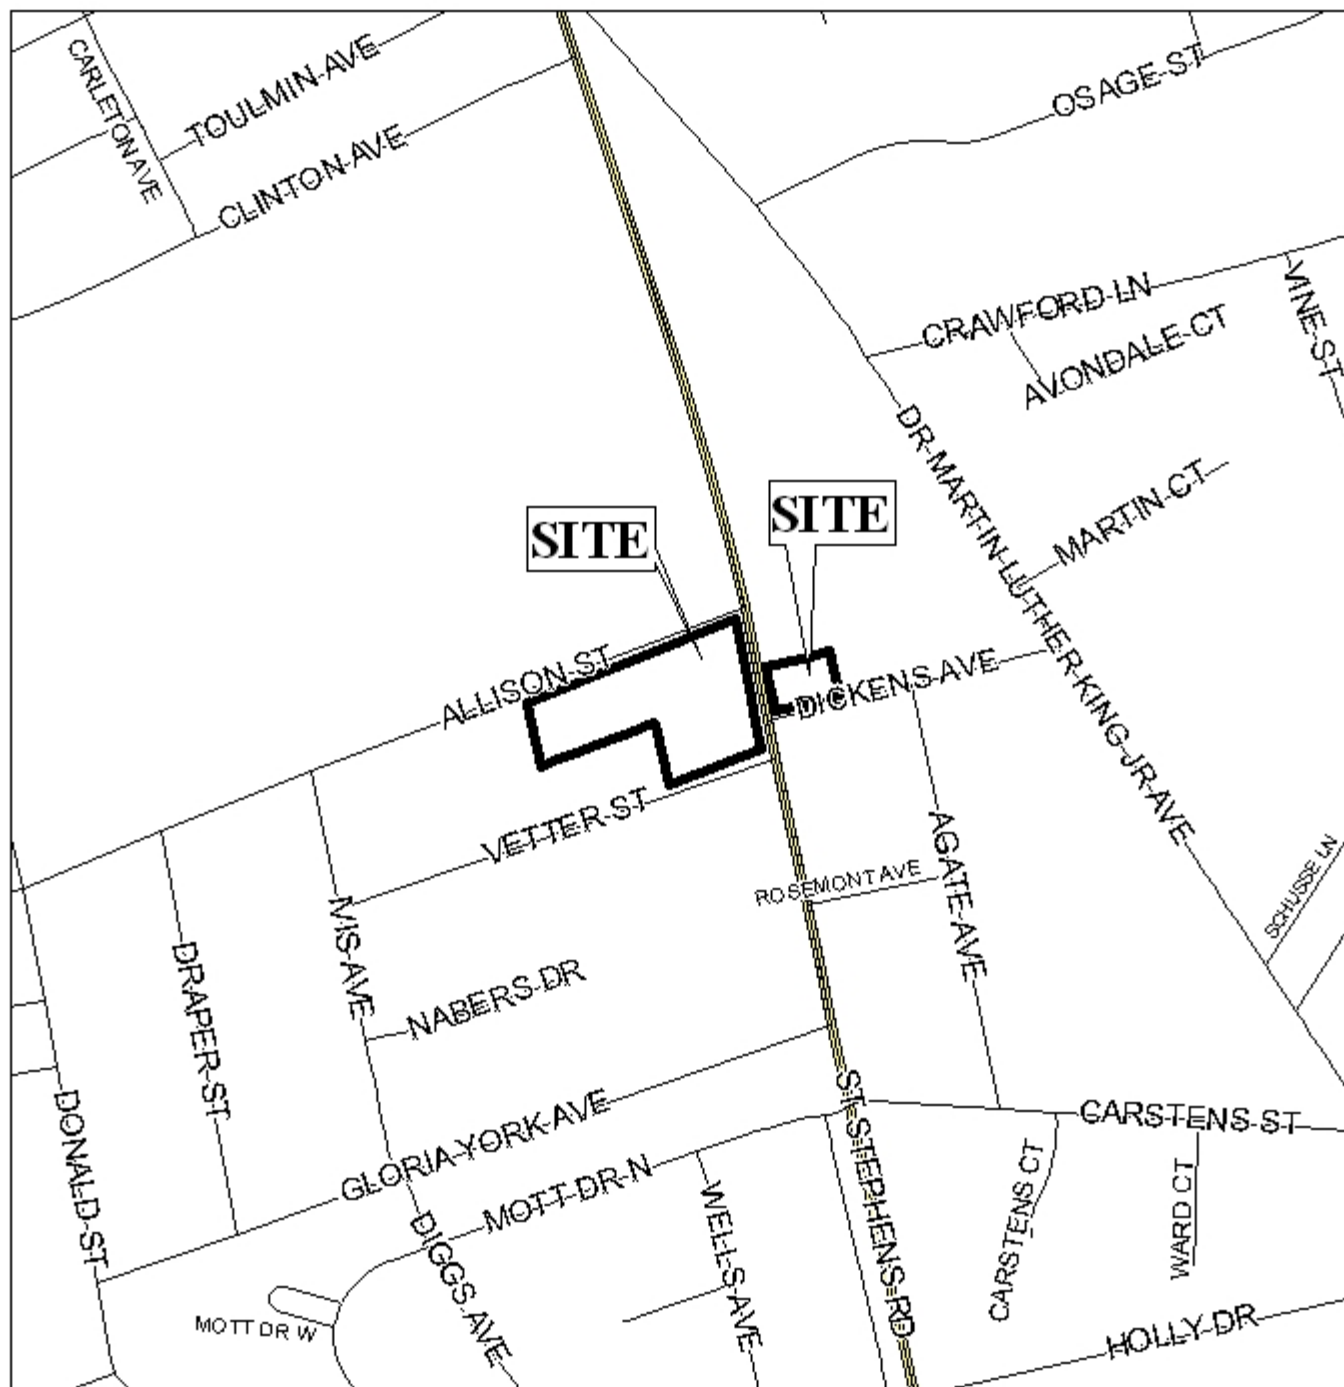 CARLETON AVE
TOULMIN AVE
CLINTON AVE
OSAGE ST
CRAWFORD LN
AVONDALE CT
VINE ST
DR MARTIN LUTHER KING JR AVE
MARTIN CT
SITE
SITE
ALLISON ST
DICKENS AVE
VETTER ST
ROSEMONT AVE
AGATE AVE
SCHUSSE LN
MIS AVE
DRAPER ST
NABERS DR
DONALD ST
GLORIA YORK AVE
MOTT DR N
ST STEPHENS RD
CARSTENS ST
CARSTENS CT
WARD CT
WELLS AVE
DIGGS AVE
MOTT DR W
HOLLY DR